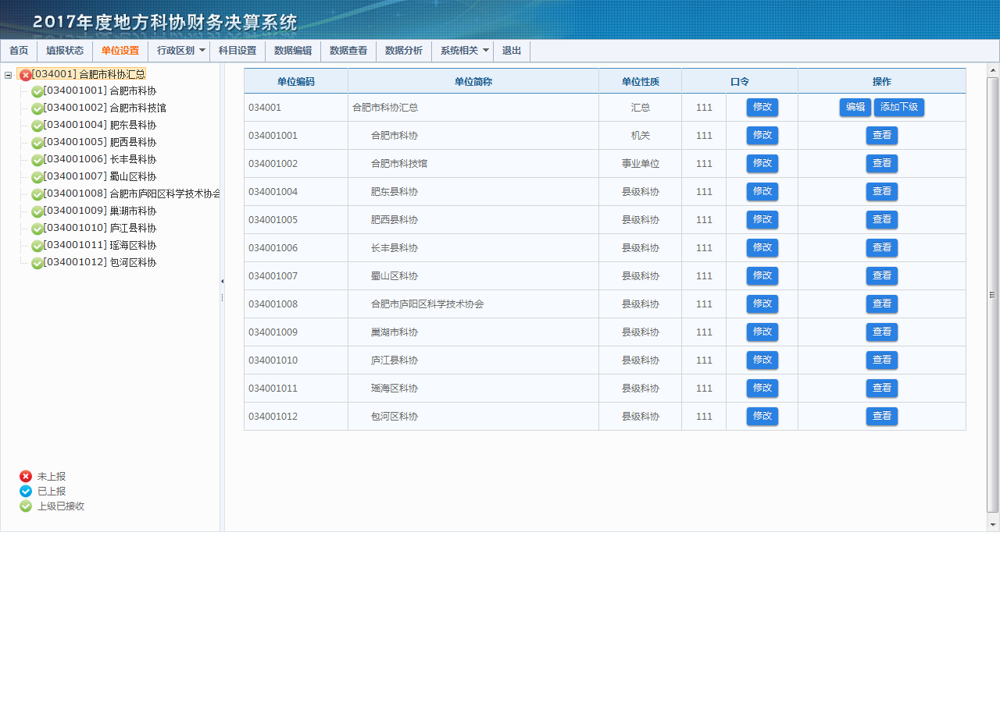 2017年度地方科协财务决算系统
首页 填报状态 单位设置 行政区划 科目设置 数据编辑 数据查看 数据分析 系统相关 退出
[034001] 合肥市科协汇总
[034001001] 合肥市科协
[034001002] 合肥市科技馆
[034001004] 肥东县科协
[034001005] 肥西县科协
[034001006] 长丰县科协
[034001007] 蜀山区科协
[034001008] 合肥市庐阳区科学技术协会
[034001009] 巢湖市科协
[034001010] 庐江县科协
[034001011] 瑶海区科协
[034001012] 包河区科协
未上报
已上报
上级已接收
单位编码 单位简称 单位性质 口令 操作
034001 合肥市科协汇总 汇总 111 修改 编辑 添加下级
034001001 合肥市科协 机关 111 修改 查看
034001002 合肥市科技馆 事业单位 111 修改 查看
034001004 肥东县科协 县级科协 111 修改 查看
034001005 肥西县科协 县级科协 111 修改 查看
034001006 长丰县科协 县级科协 111 修改 查看
034001007 蜀山区科协 县级科协 111 修改 查看
034001008 合肥市庐阳区科学技术协会 县级科协 111 修改 查看
034001009 巢湖市科协 县级科协 111 修改 查看
034001010 庐江县科协 县级科协 111 修改 查看
034001011 瑶海区科协 县级科协 111 修改 查看
034001012 包河区科协 县级科协 111 修改 查看